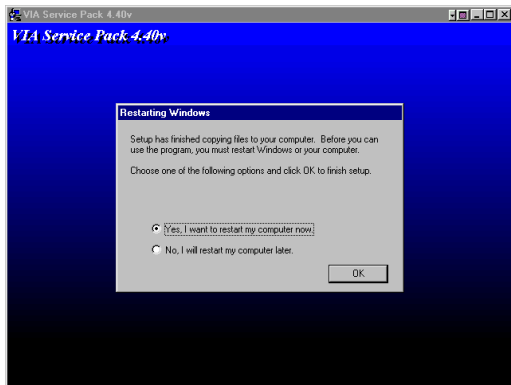 VIA Service Pack 4.40v
VIA Service Pack 4.40v
Restarting Windows
Setup has finished copying files to your computer. Before you can
use the program, you must restart Windows or your computer.
Choose one of the following options and click OK to finish setup.
Yes, I want to restart my computer now.
No, I will restart my computer later.
OK